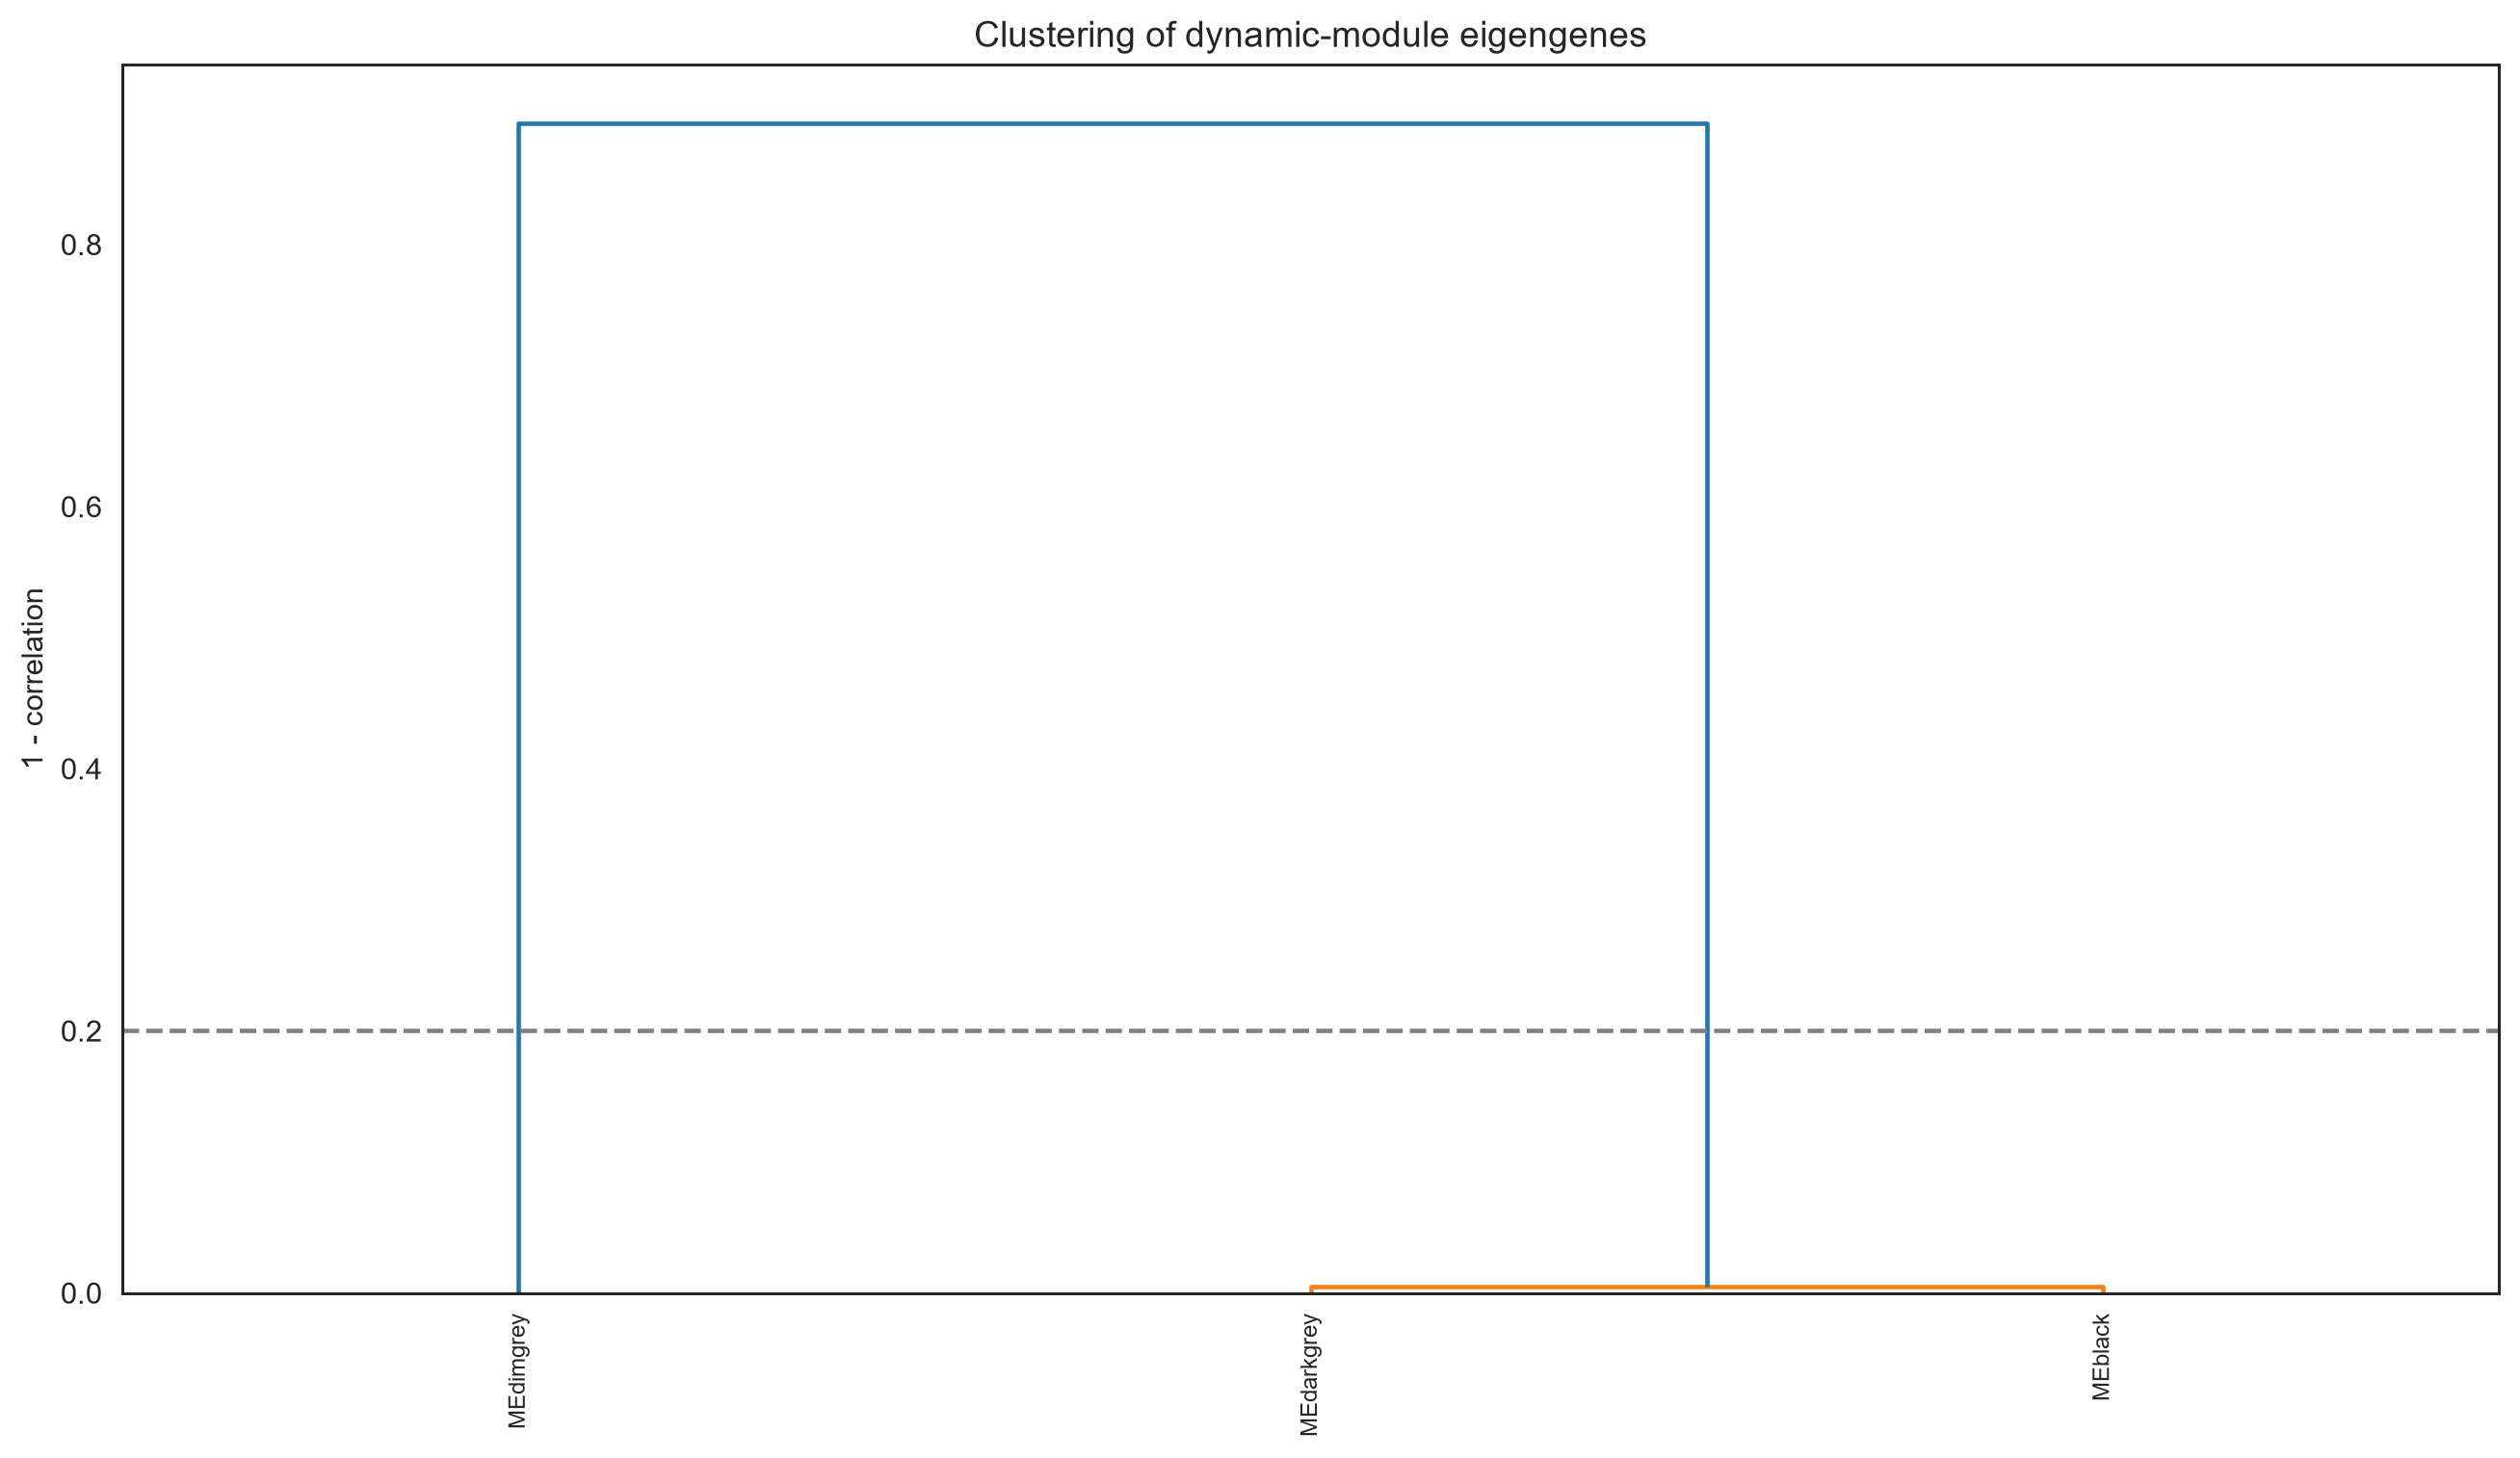 Clustering of dynamic-module eigengenes
1 - correlation
0.8
0.6
0.4
0.2
0.0
MEdimgrey
MEdarkgrey
MEblack